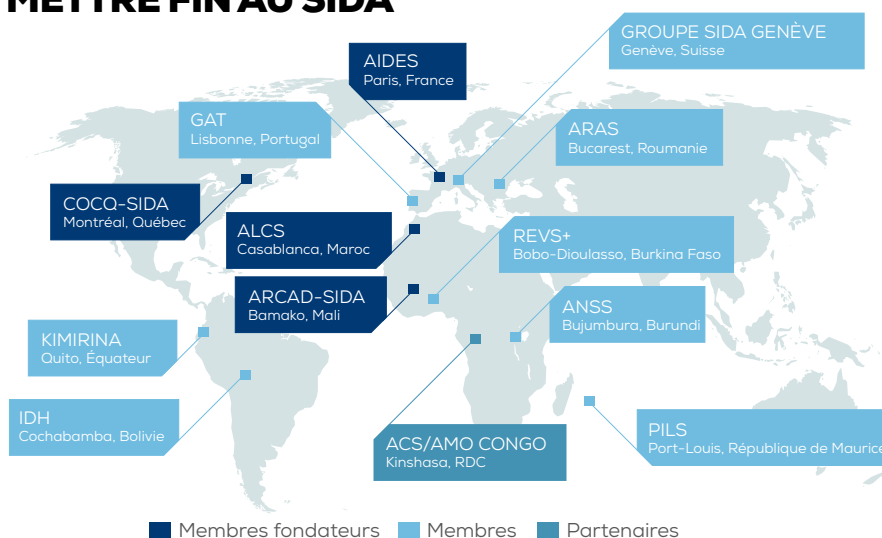 METTRE FIN AU SIDA
GROUPE SIDA GENÈVE
Genève, Suisse
AIDES
Paris, France
GAT
Lisbonne, Portugal
ARAS
Bucarest, Roumanie
COCQ-SIDA
Montréal, Québec
ALCS
Casablanca, Maroc
REVS+
Bobo-Dioulasso, Burkina Faso
ARCAD-SIDA
Bamako, Mali
ANSS
Bujumbura, Burundi
KIMIRINA
Quito, Équateur
IDH
Cochabamba, Bolivie
ACS/AMO CONGO
Kinshasa, RDC
PILS
Port-Louis, République de Maurice
Membres fondateurs
Membres
Partenaires